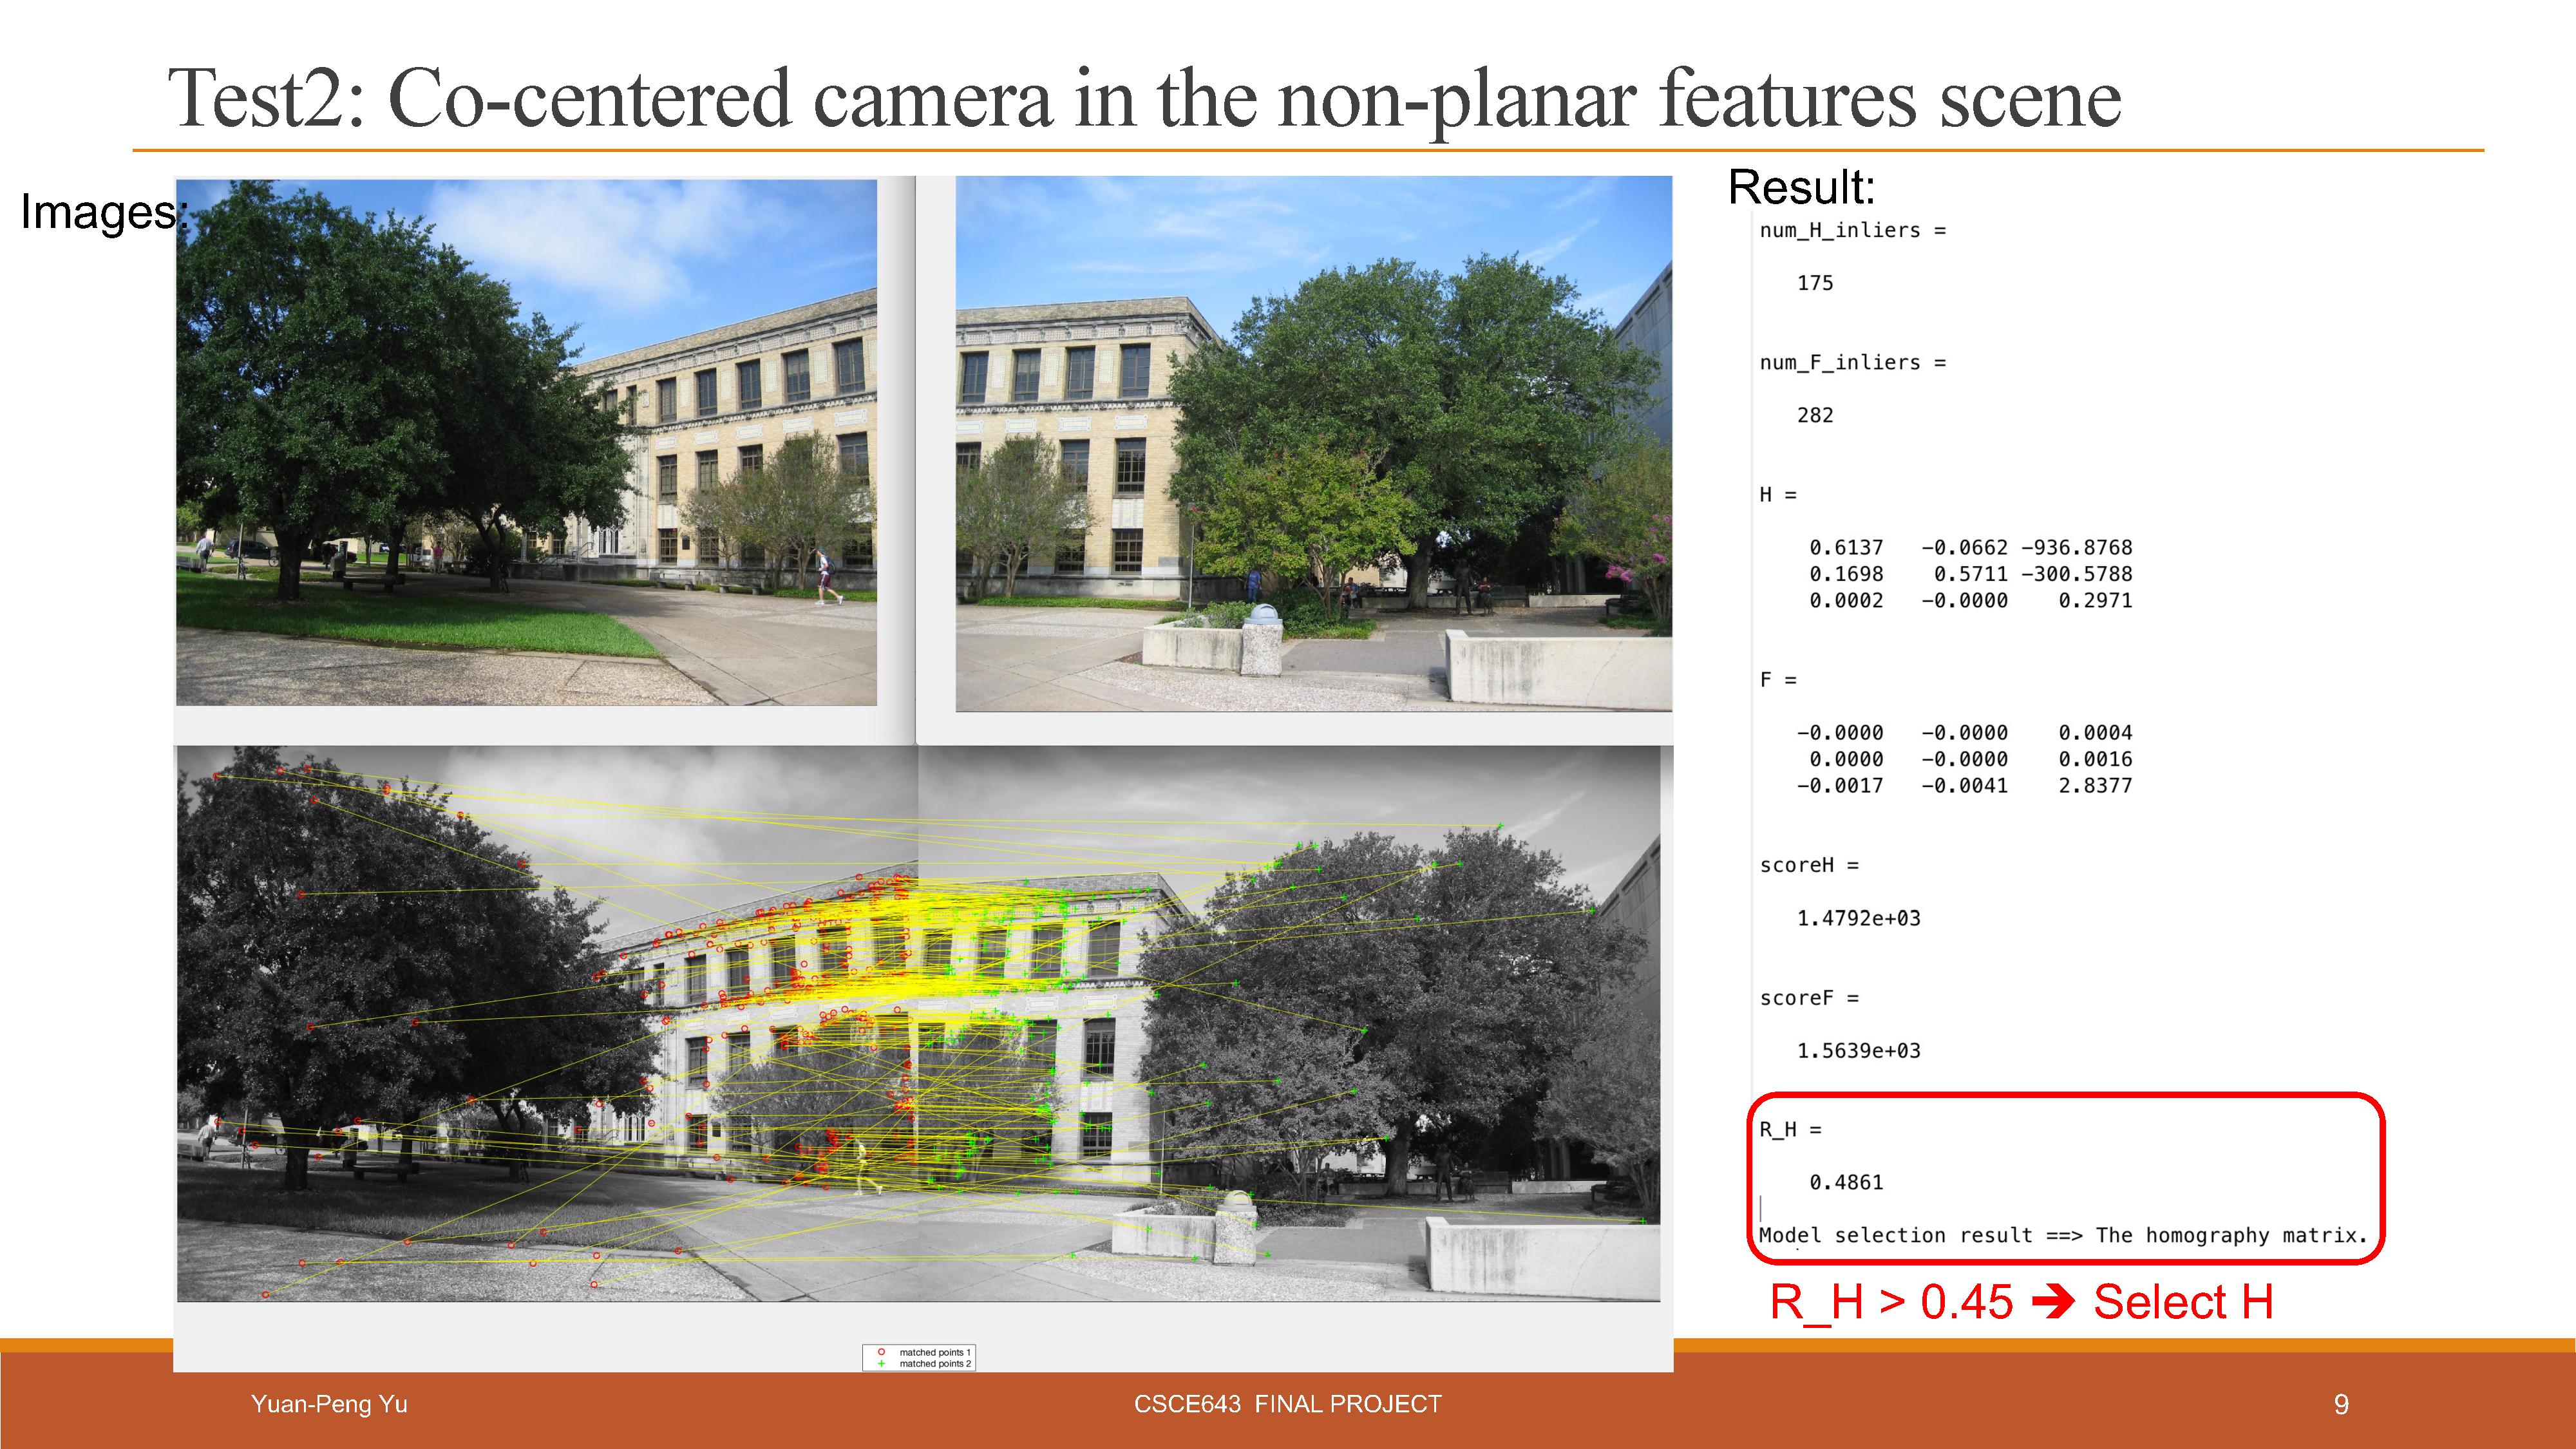 Test2: Co-centered camera in the non-planar features scene
Images:
Result:
num_H_inliers =
175
num_F_inliers =
282
H =
0.6137 -0.0662 -936.8768
0.1698 0.5711 -300.5788
0.0002 -0.0000 0.2971
F =
-0.0000 -0.0000 0.0004
0.0000 -0.0000 0.0016
-0.0017 -0.0041 2.8377
scoreH =
1.4792e+03
scoreF =
1.5639e+03
R_H =
0.4861
Model selection result ==> The homography matrix.
R_H > 0.45 ➔ Select H
matched points 1
matched points 2
Yuan-Peng Yu
CSCE643 FINAL PROJECT
9